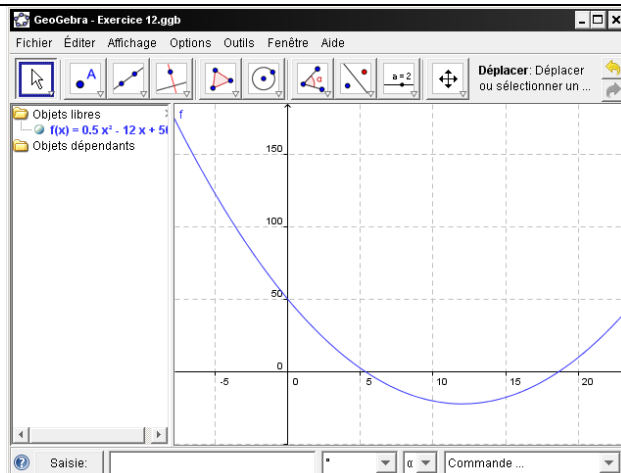 GeoGebra - Exercice 12.ggb
Fichier Éditer Affichage Options Outils Fenêtre Aide
A
α
a = 2
Déplacer: Déplacer
ou sélectionner un ...
Objets libres
f(x) = 0.5 x² - 12 x + 50
Objets dépendants
f
150
100
50
0
-5 0 5 10 15 20
Saisie:
° α Commande ...